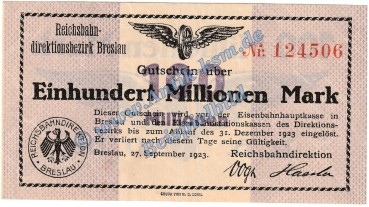 Reichsbahn-
direktionsbezirk Breslau
Nr. 124506
Gutschein über
Einhundert Millionen Mark
Dieser Gutschein wird von der Eisenbahnhauptkasse in
Breslau und den Eisenbahnstationskassen des Direktions-
bezirks bis zum Ablauf des 31. Dezember 1923 eingelöst.
Er verliert nach diesem Tage seine Gültigkeit.
Breslau, 27. September 1923. Reichsbahndirektion
REICHSBAHNDIREKTION
BRESLAU